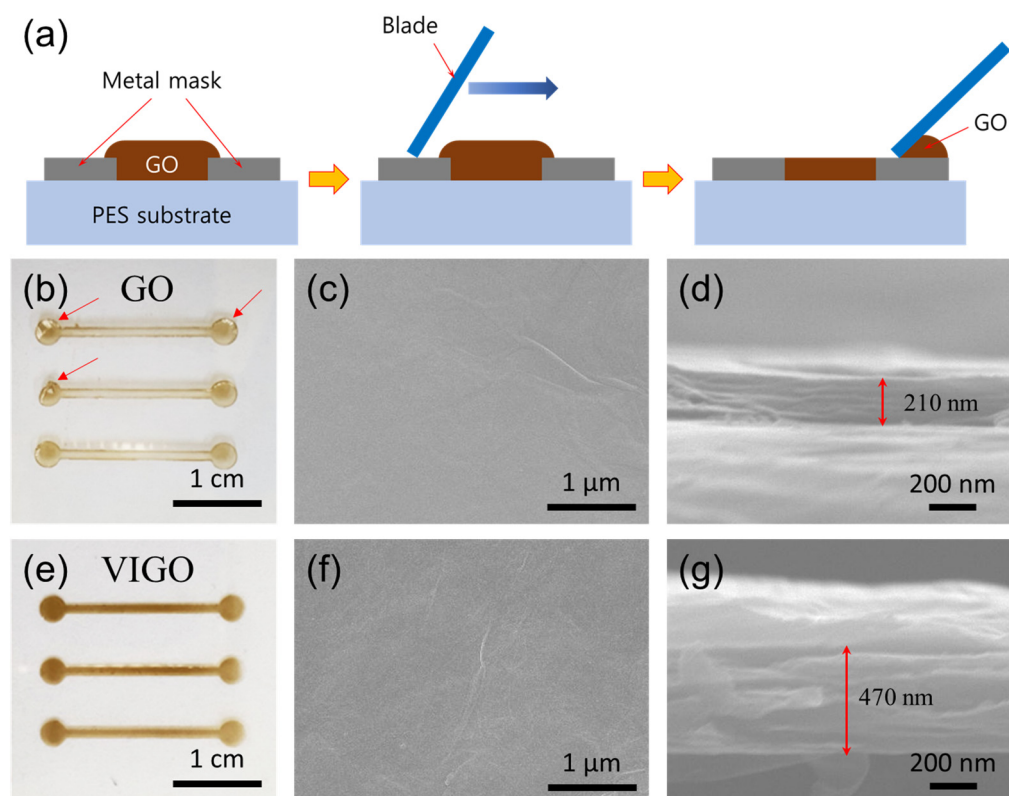 (a)
Blade
Metal mask
GO
GO
PES substrate
(b)
GO
1 cm
(c)
1 μm
(d)
210 nm
200 nm
(e)
VIGO
1 cm
(f)
1 μm
(g)
470 nm
200 nm